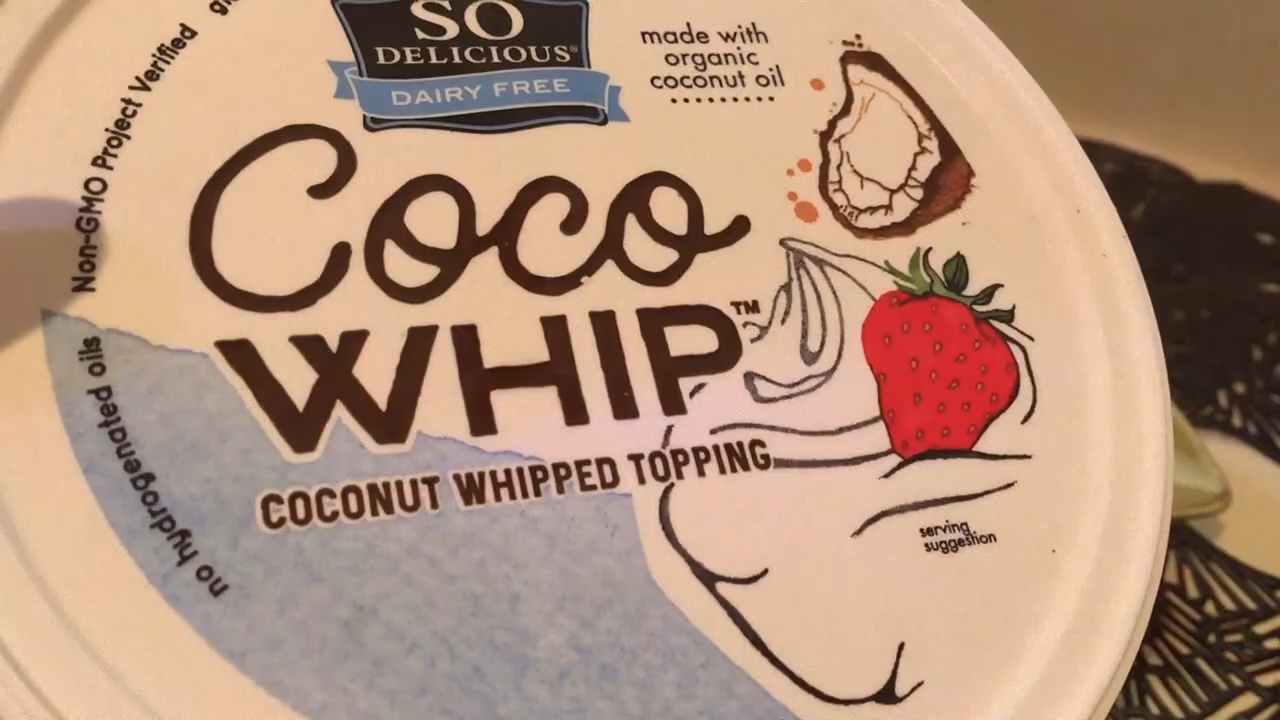 SO
DELICIOUS®
DAIRY FREE
made with
organic
coconut oil
Coco
WHIP™
COCONUT WHIPPED TOPPING
serving
suggestion
Non-GMO Project Verified
no hydrogenated oils